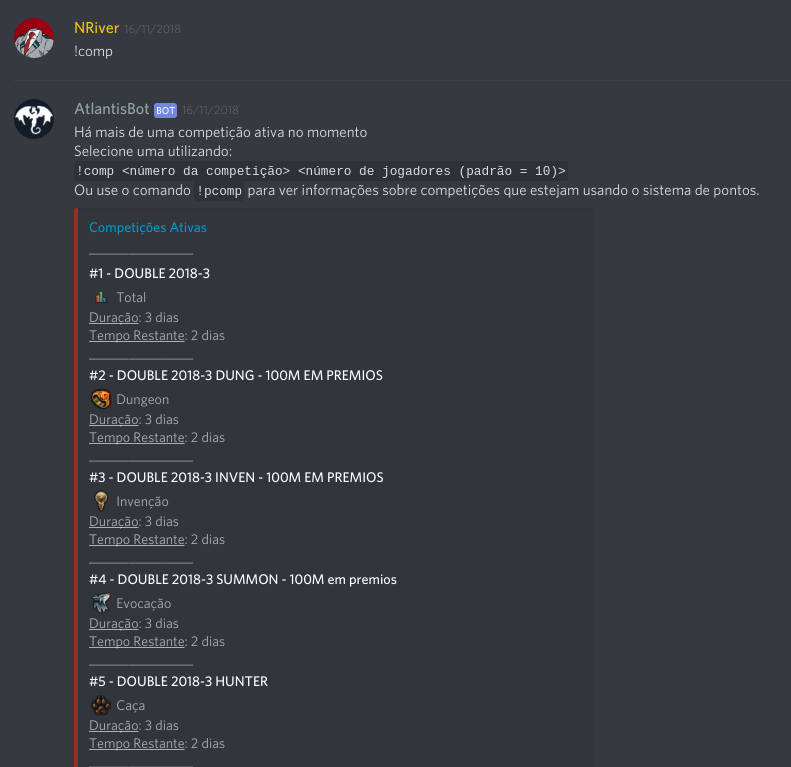 NRiver 16/11/2018
!comp
AtlantisBot BOT 16/11/2018
Há mais de uma competição ativa no momento
Selecione uma utilizando:
!comp <número da competição> <número de jogadores (padrão = 10)>
Ou use o comando !pcomp para ver informações sobre competições que estejam usando o sistema de pontos.
Competições Ativas
#1 - DOUBLE 2018-3
Total
Duração: 3 dias
Tempo Restante: 2 dias
#2 - DOUBLE 2018-3 DUNG - 100M EM PREMIOS
Dungeon
Duração: 3 dias
Tempo Restante: 2 dias
#3 - DOUBLE 2018-3 INVEN - 100M EM PREMIOS
Invenção
Duração: 3 dias
Tempo Restante: 2 dias
#4 - DOUBLE 2018-3 SUMMON - 100M em premios
Evocação
Duração: 3 dias
Tempo Restante: 2 dias
#5 - DOUBLE 2018-3 HUNTER
Caça
Duração: 3 dias
Tempo Restante: 2 dias